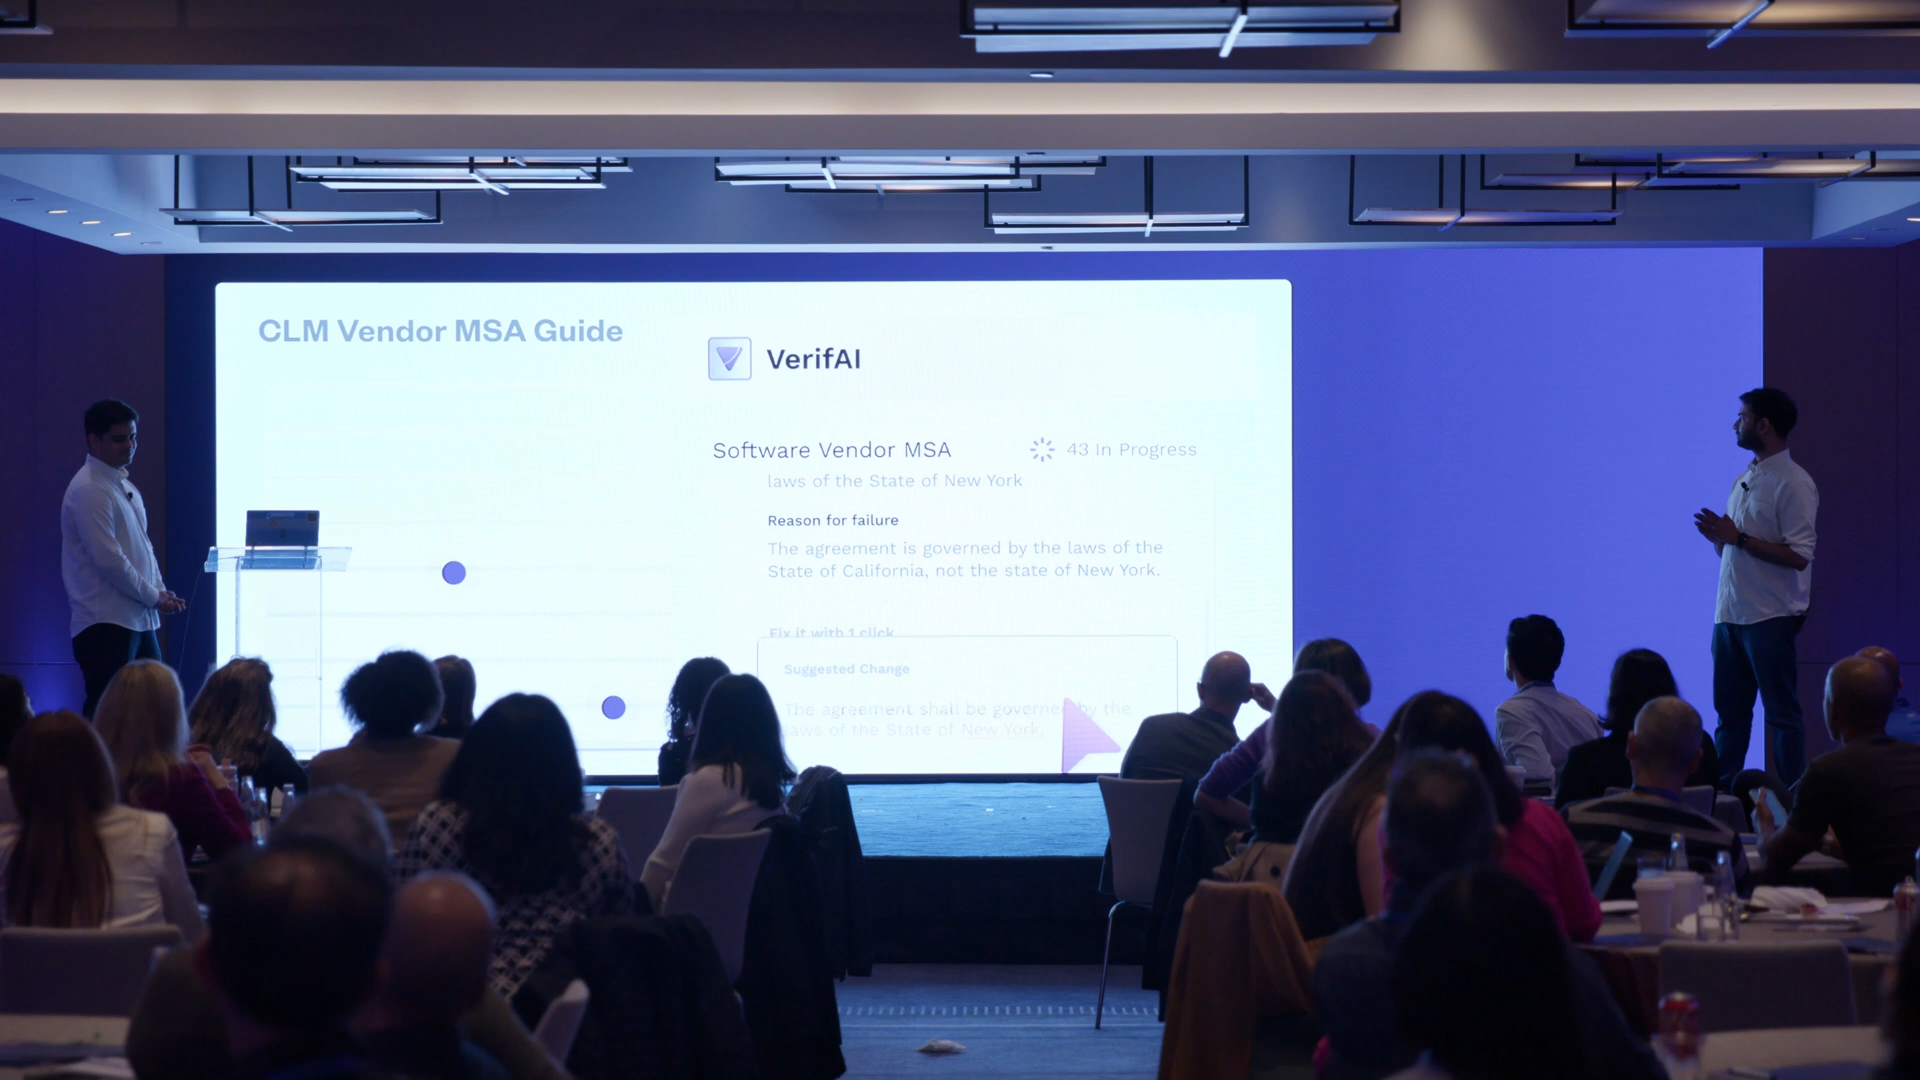 CLM Vendor MSA Guide
VerifAI
Software Vendor MSA
43 In Progress
laws of the State of New York
Reason for failure
The agreement is governed by the laws of the
State of California, not the state of New York.
Fix it with 1 click
Suggested Change
The agreement shall be governed by the
laws of the State of New York.